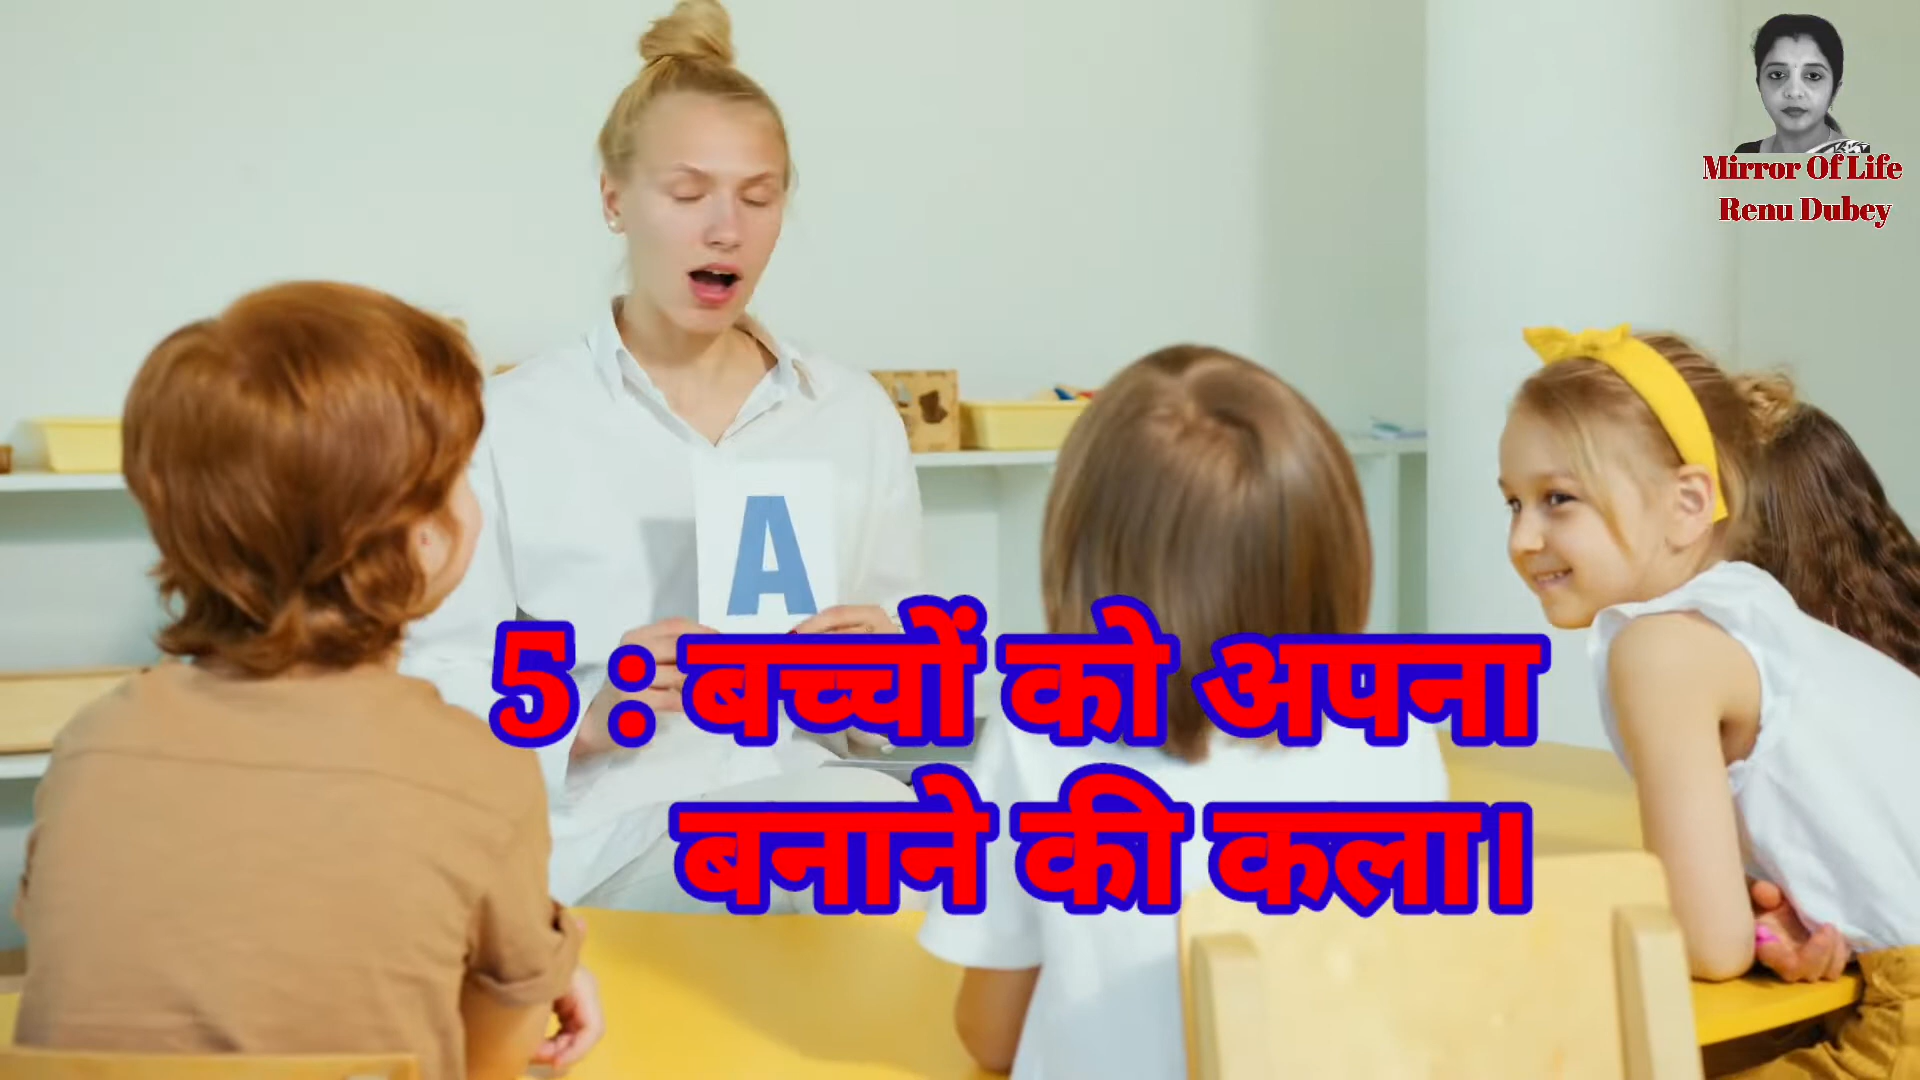 Mirror Of Life
Renu Dubey
A
5 : बच्चों को अपना
बनाने की कला।